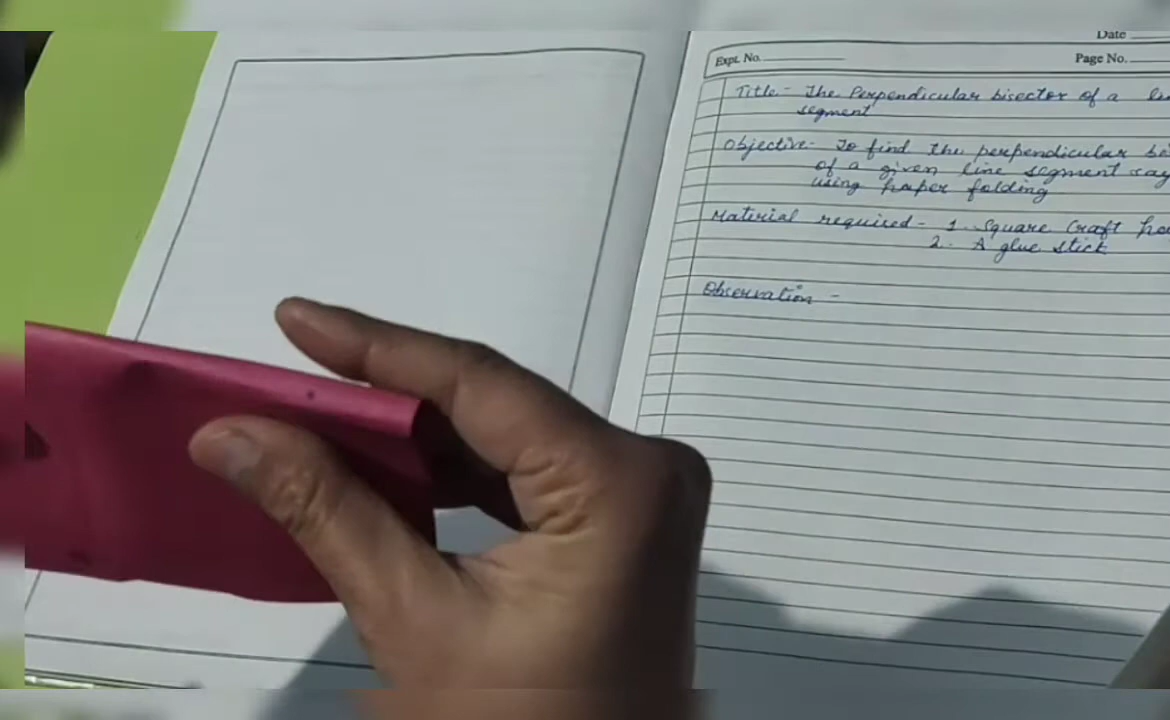 Date
Expt. No. Page No.
Title - The Perpendicular bisector of a
segment
Objective - To find the perpendicular
of a given line segment say
using paper folding
Material required - 1. Square Craft
2. A glue stick
Observation -